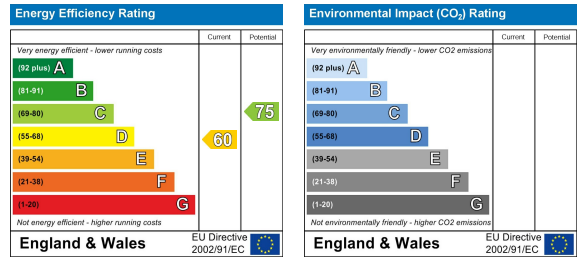 Energy Efficiency Rating
Current Potential
Very energy efficient - lower running costs
(92 plus) A
(81-91) B
(69-80) C
75
(55-68) D
60
(39-54) E
(21-38) F
(1-20) G
Not energy efficient - higher running costs
England & Wales
EU Directive
2002/91/EC
Environmental Impact (CO₂) Rating
Current Potential
Very environmentally friendly - lower CO2 emissions
(92 plus) A
(81-91) B
(69-80) C
(55-68) D
(39-54) E
(21-38) F
(1-20) G
Not environmentally friendly - higher CO2 emissions
England & Wales
EU Directive
2002/91/EC